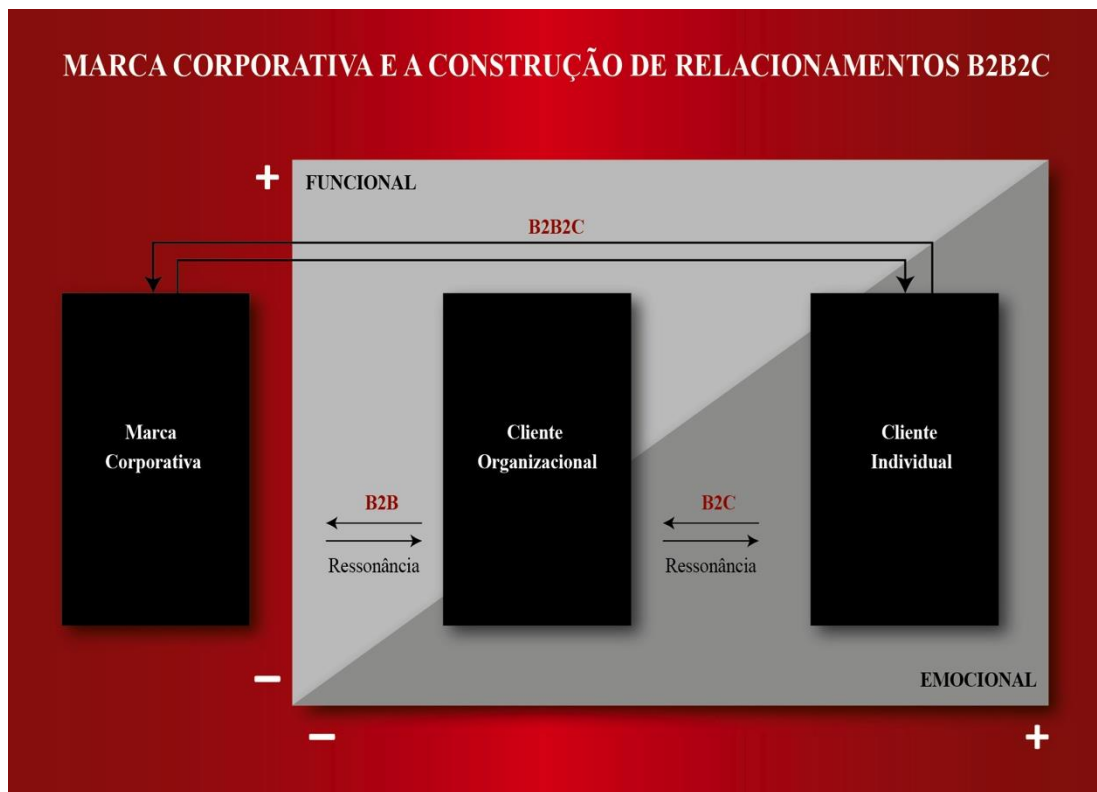 MARCA CORPORATIVA E A CONSTRUÇÃO DE RELACIONAMENTOS B2B2C
+
FUNCIONAL
B2B2C
Marca
Corporativa
Cliente
Organizacional
Cliente
Individual
B2B
Ressonância
B2C
Ressonância
−
EMOCIONAL
−
+